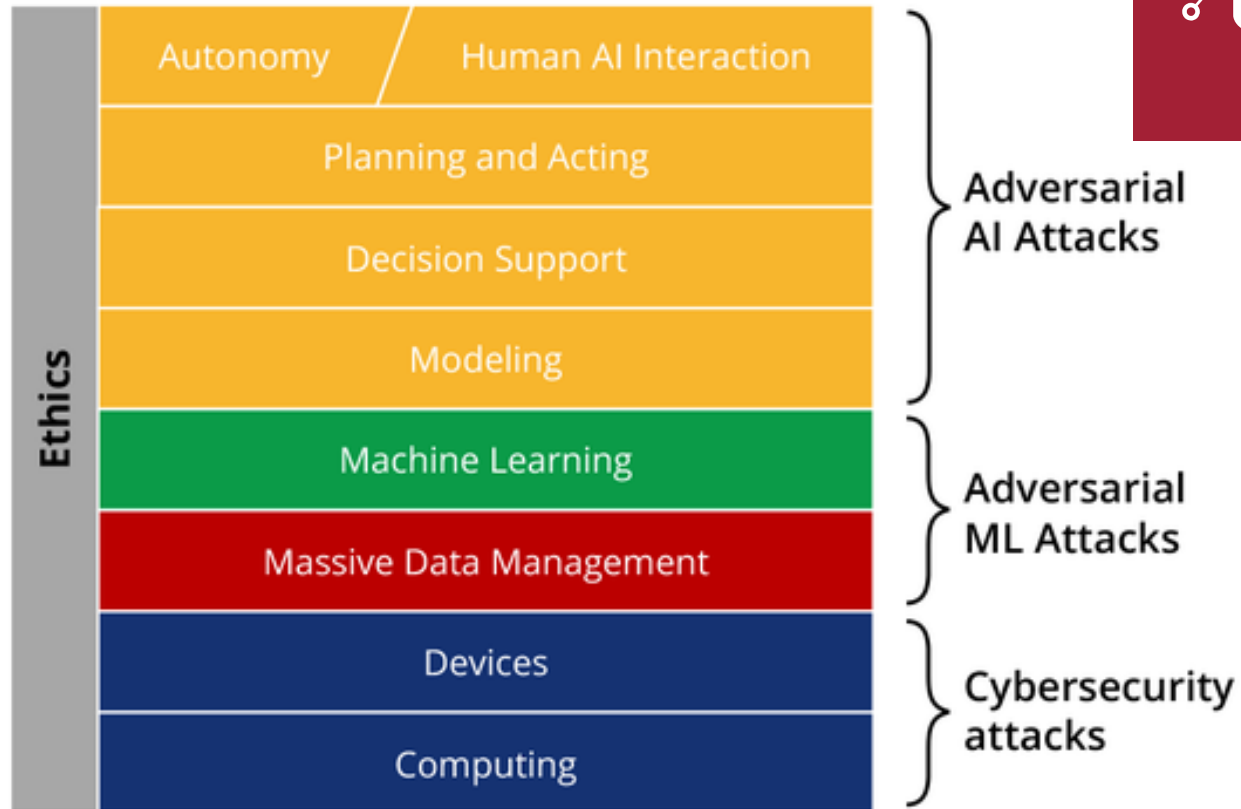 Autonomy
Human AI Interaction
Planning and Acting
Decision Support
Modeling
Machine Learning
Massive Data Management
Devices
Computing
Ethics
Adversarial
AI Attacks
Adversarial
ML Attacks
Cybersecurity
attacks